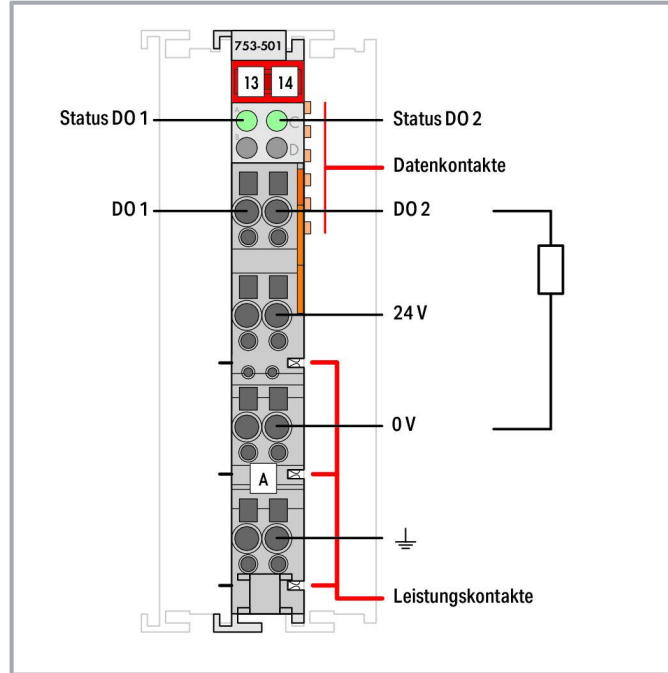 753-501
13 14
Status DO 1
A
C
Status DO 2
B
D
Datenkontakte
DO 1
DO 2
24 V
0 V
A
Leistungskontakte